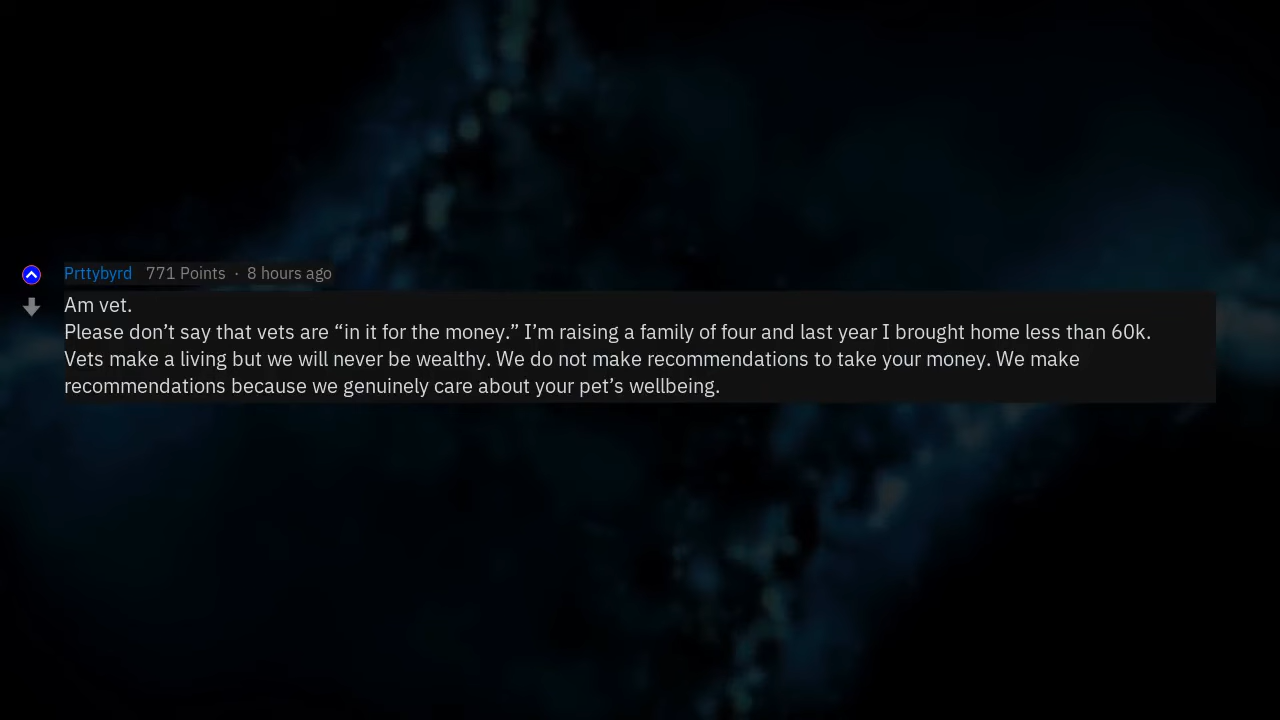 Prttybyrd 771 Points · 8 hours ago
Am vet.
Please don’t say that vets are “in it for the money.” I’m raising a family of four and last year I brought home less than 60k.
Vets make a living but we will never be wealthy. We do not make recommendations to take your money. We make
recommendations because we genuinely care about your pet’s wellbeing.